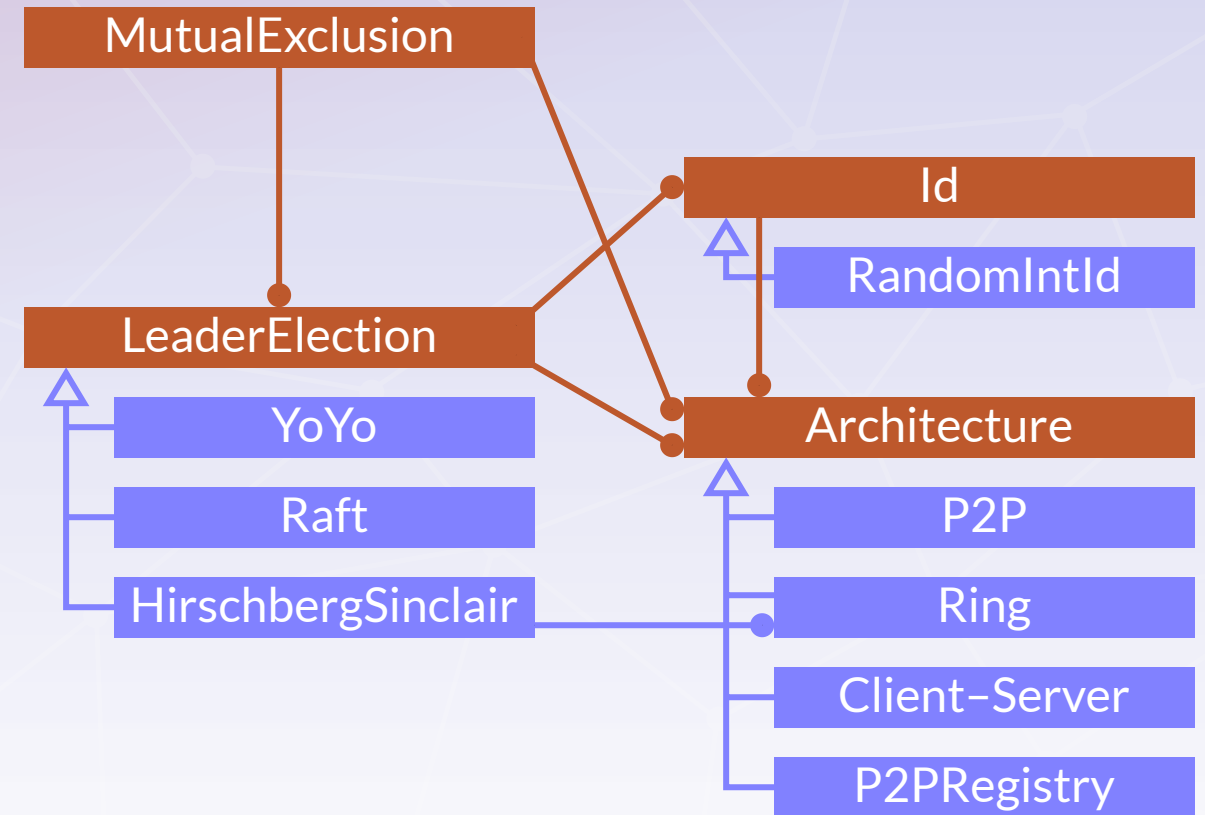 MutualExclusion
Id
RandomIntId
LeaderElection
YoYo
Raft
HirschbergSinclair
Architecture
P2P
Ring
Client–Server
P2PRegistry